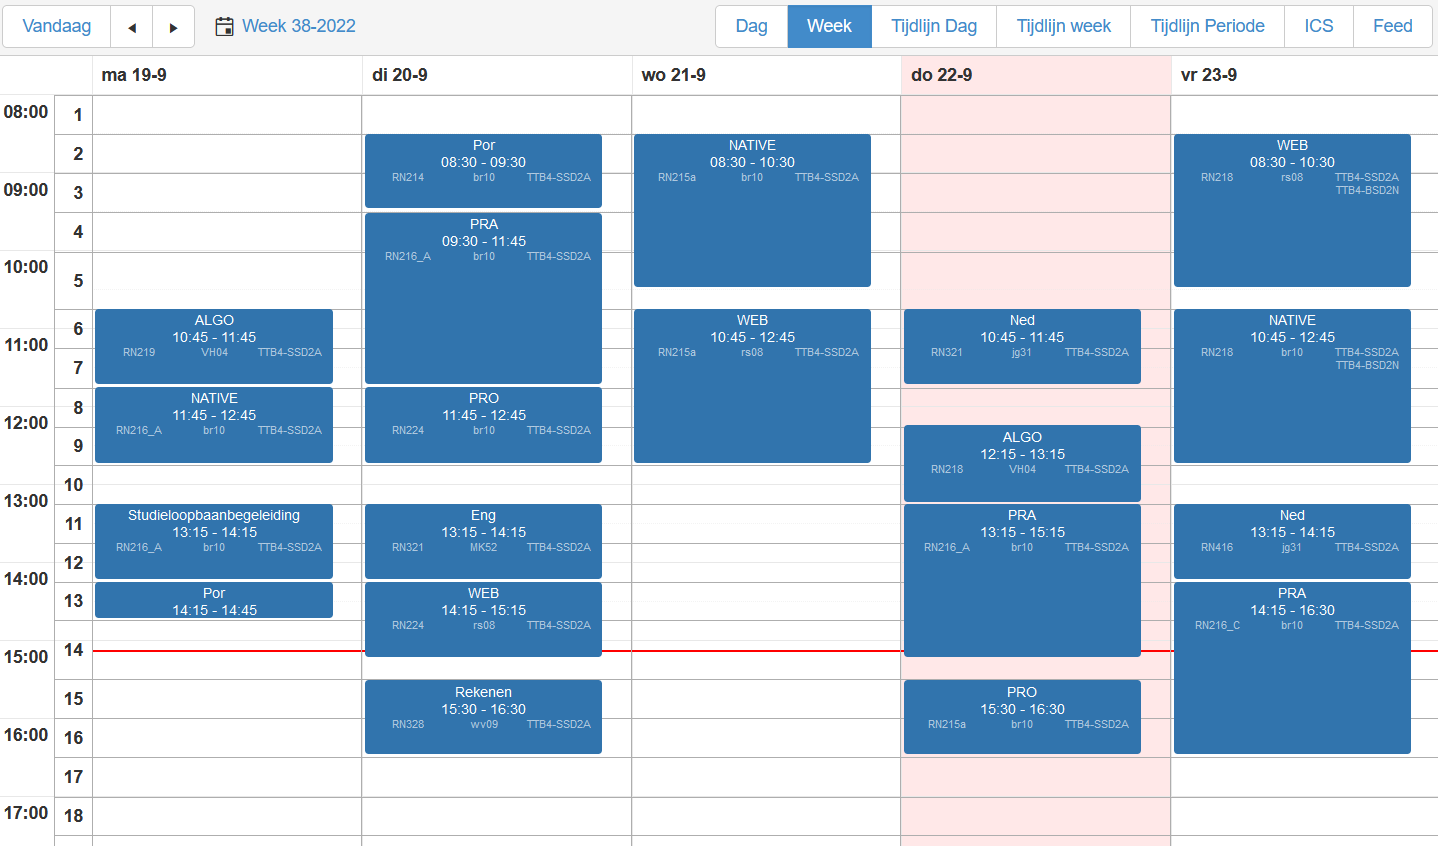 Vandaag ◄ ► Week 38-2022 Dag Week Tijdlijn Dag Tijdlijn week Tijdlijn Periode ICS Feed
ma 19-9 di 20-9 wo 21-9 do 22-9 vr 23-9
08:00
09:00
10:00
11:00
12:00
13:00
14:00
15:00
16:00
17:00
1
2
3
4
5
6
7
8
9
10
11
12
13
14
15
16
17
18
ALGO
10:45 - 11:45
RN219 VH04 TTB4-SSD2A
NATIVE
11:45 - 12:45
RN216_A br10 TTB4-SSD2A
Studieloopbaanbegeleiding
13:15 - 14:15
RN216_A br10 TTB4-SSD2A
Por
14:15 - 14:45
Por
08:30 - 09:30
RN214 br10 TTB4-SSD2A
PRA
09:30 - 11:45
RN216_A br10 TTB4-SSD2A
PRO
11:45 - 12:45
RN224 br10 TTB4-SSD2A
Eng
13:15 - 14:15
RN321 MK52 TTB4-SSD2A
WEB
14:15 - 15:15
RN224 rs08 TTB4-SSD2A
Rekenen
15:30 - 16:30
RN328 wv09 TTB4-SSD2A
NATIVE
08:30 - 10:30
RN215a br10 TTB4-SSD2A
WEB
10:45 - 12:45
RN215a rs08 TTB4-SSD2A
Ned
10:45 - 11:45
RN321 jg31 TTB4-SSD2A
ALGO
12:15 - 13:15
RN218 VH04 TTB4-SSD2A
PRA
13:15 - 15:15
RN216_A br10 TTB4-SSD2A
PRO
15:30 - 16:30
RN215a br10 TTB4-SSD2A
WEB
08:30 - 10:30
RN218 rs08 TTB4-SSD2A
TTB4-BSD2N
NATIVE
10:45 - 12:45
RN218 br10 TTB4-SSD2A
TTB4-BSD2N
Ned
13:15 - 14:15
RN416 jg31 TTB4-SSD2A
PRA
14:15 - 16:30
RN216_C br10 TTB4-SSD2A